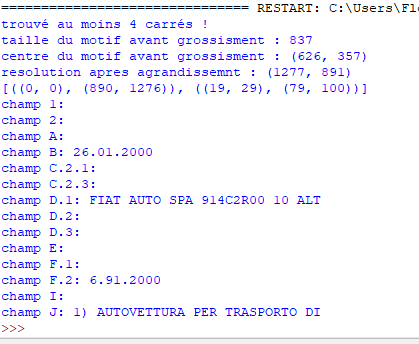 =============================== RESTART: C:\Users\Fl
trouvé au moins 4 carrés !
taille du motif avant grossisment : 837
centre du motif avant grossisment : (626, 357)
resolution apres agrandissemnt : (1277, 891)
[((0, 0), (890, 1276)), ((19, 29), (79, 100))]
champ 1:
champ 2:
champ A:
champ B: 26.01.2000
champ C.2.1:
champ C.2.3:
champ D.1: FIAT AUTO SPA 914C2R00 10 ALT
champ D.2:
champ D.3:
champ E:
champ F.1:
champ F.2: 6.91.2000
champ I:
champ J: 1) AUTOVETTURA PER TRASPORTO DI
>>>